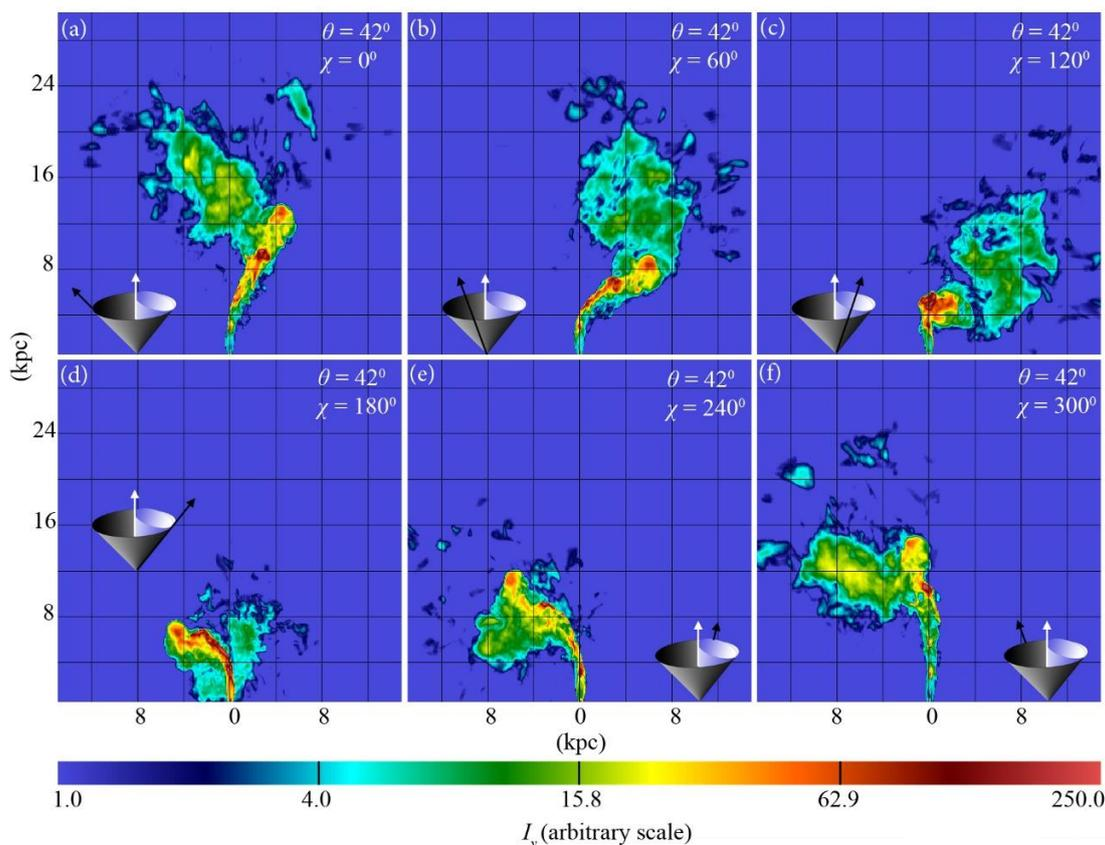 (a)
θ = 42⁰
χ = 0⁰
(b)
θ = 42⁰
χ = 60⁰
(c)
θ = 42⁰
χ = 120⁰
24
16
8
(kpc)
(d)
θ = 42⁰
χ = 180⁰
(e)
θ = 42⁰
χ = 240⁰
(f)
θ = 42⁰
χ = 300⁰
24
16
8
8 0 8
8 0 8
8 0 8
(kpc)
1.0 4.0 15.8 62.9 250.0
Iᵥ (arbitrary scale)